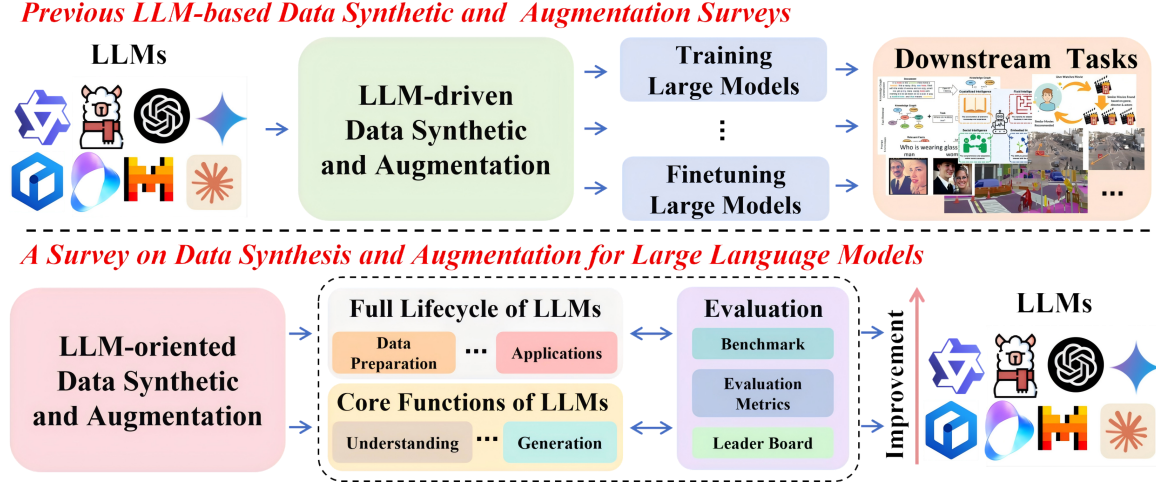 Previous LLM-based Data Synthetic and Augmentation Surveys
LLMs
LLM-driven
Data Synthetic
and Augmentation
Training
Large Models
⋮
Finetuning
Large Models
Downstream Tasks
Who is wearing glass
man
...
A Survey on Data Synthesis and Augmentation for Large Language Models
LLM-oriented
Data Synthetic
and Augmentation
Full Lifecycle of LLMs
Data
Preparation
...
Applications
Core Functions of LLMs
Understanding
...
Generation
Evaluation
Benchmark
Evaluation
Metrics
Leader Board
Improvement
LLMs